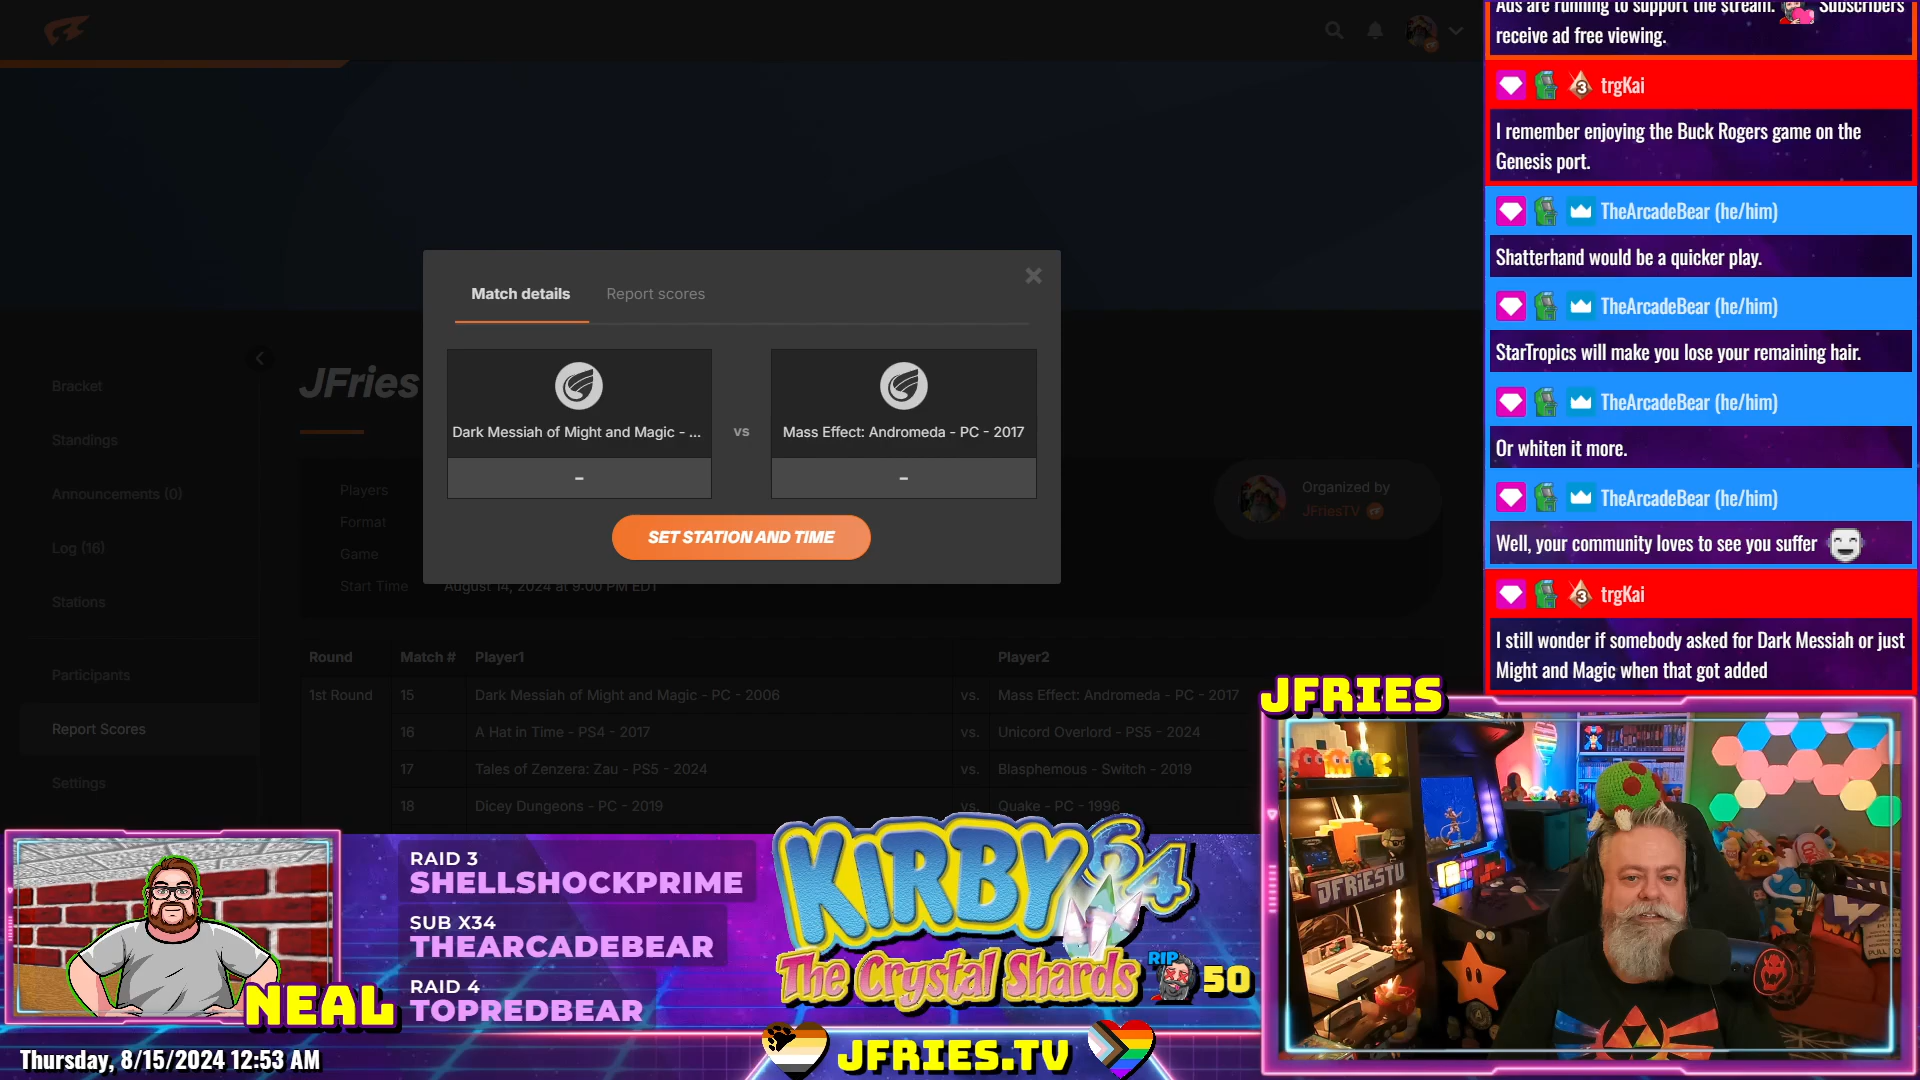 Ads are running to support the stream. Subscribers
receive ad free viewing.
3 trgKai
I remember enjoying the Buck Rogers game on the
Genesis port.
TheArcadeBear (he/him)
Shatterhand would be a quicker play.
TheArcadeBear (he/him)
StarTropics will make you lose your remaining hair.
TheArcadeBear (he/him)
Or whiten it more.
TheArcadeBear (he/him)
Well, your community loves to see you suffer
3 trgKai
I still wonder if somebody asked for Dark Messiah or just
Might and Magic when that got added
Match details
Report scores
Dark Messiah of Might and Magic - ...
vs
Mass Effect: Andromeda - PC - 2017
-
-
SET STATION AND TIME
Bracket
Standings
Announcements (0)
Log (16)
Stations
Participants
Report Scores
Settings
JFries
Players
Format
Game
Start Time
August 14, 2024 at 9:00 PM EDT
Organized by
JFriesTV
Round Match # Player1 Player2
1st Round 15 Dark Messiah of Might and Magic - PC - 2006 vs. Mass Effect: Andromeda - PC - 2017
16 A Hat in Time - PS4 - 2017 vs. Unicord Overlord - PS5 - 2024
17 Tales of Zenzera: Zau - PS5 - 2024 vs. Blasphemous - Switch - 2019
18 Dicey Dungeons - PC - 2019 vs. Quake - PC - 1996
NEAL
RAID 3
SHELLSHOCKPRIME
SUB X34
THEARCADEBEAR
RAID 4
TOPREDBEAR
KIRBY 64
The Crystal Shards
RIP
50
JFRIES
JFRIESTV
Thursday, 8/15/2024 12:53 AM
JFRIES.TV